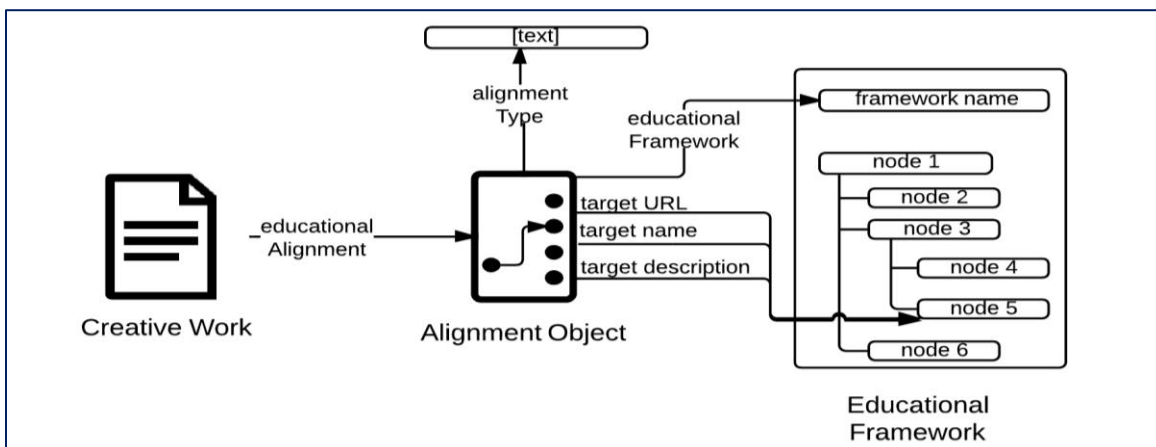 [text]
alignment
Type
educational
Framework
framework name
node 1
node 2
node 3
node 4
node 5
node 6
educational
Alignment
target URL
target name
target description
Creative Work
Alignment Object
Educational
Framework